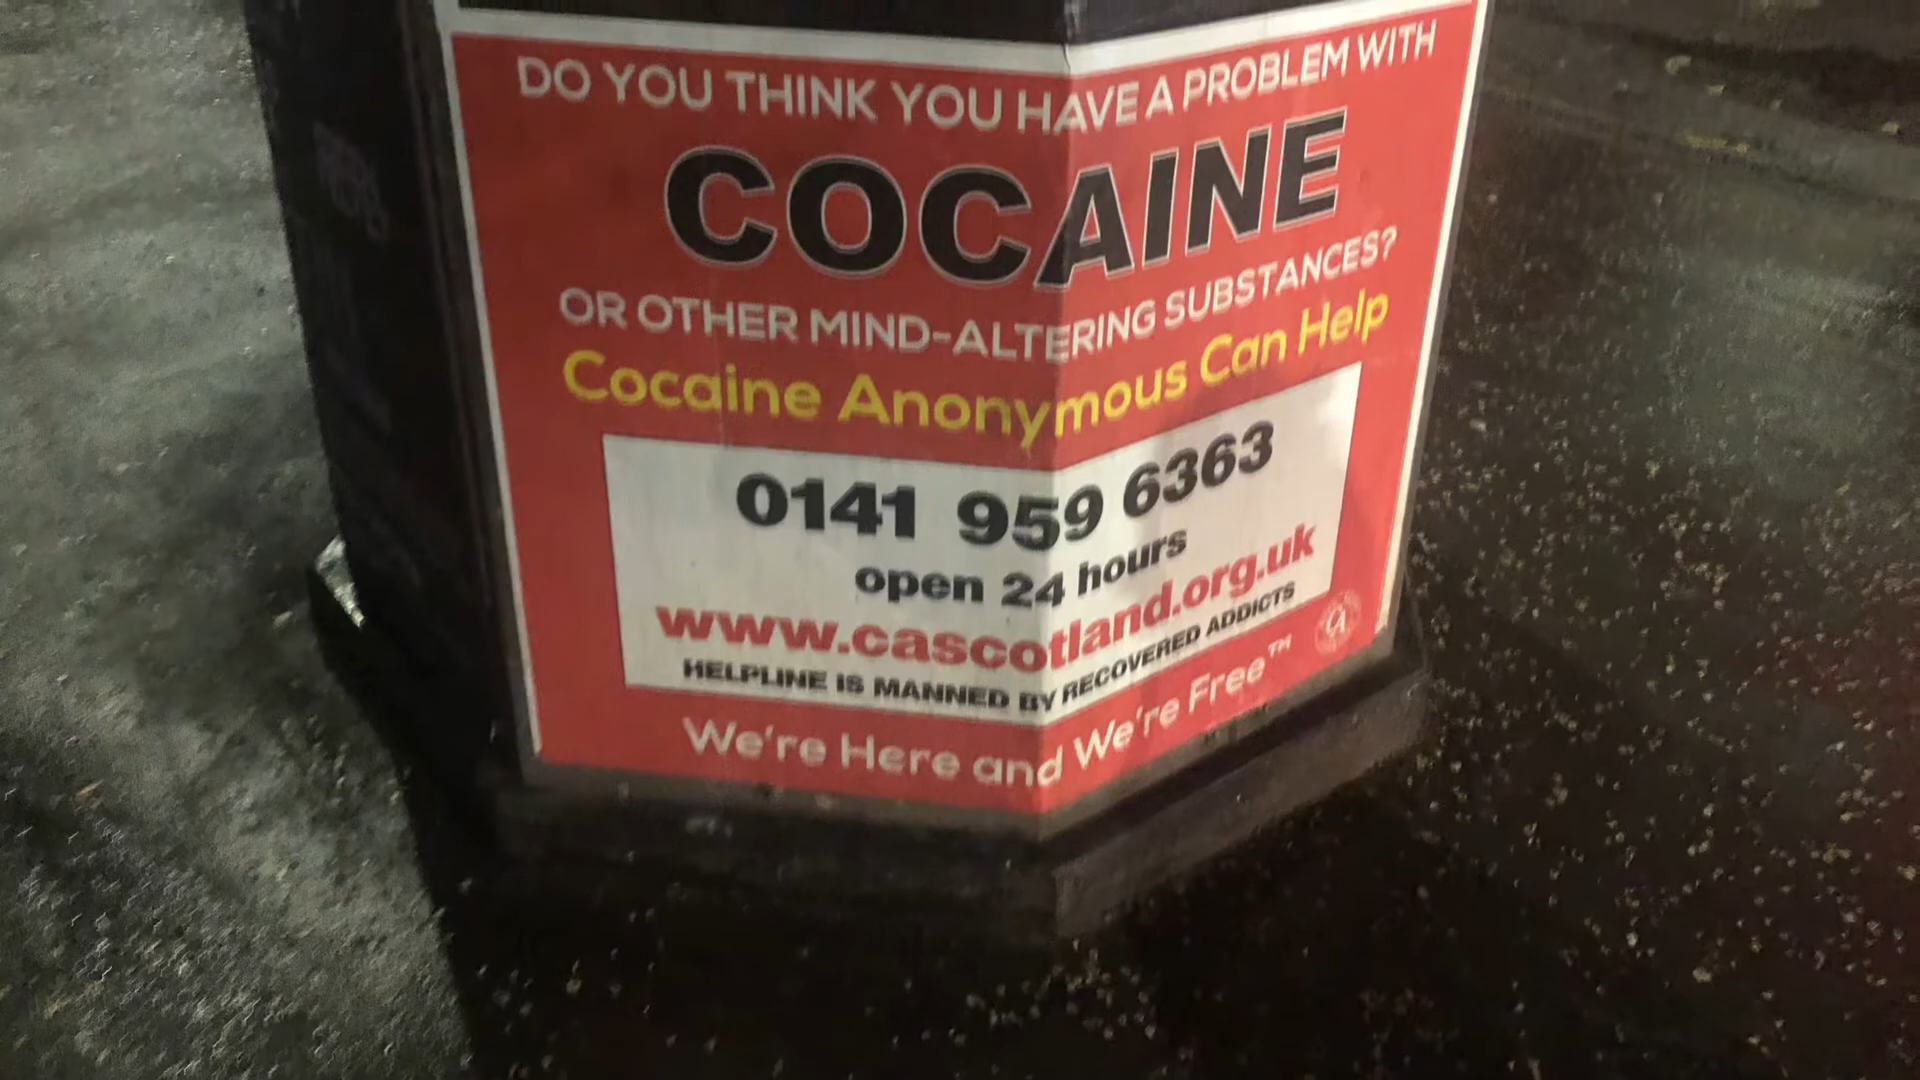 DO YOU THINK YOU HAVE A PROBLEM WITH
COCAINE
OR OTHER MIND-ALTERING SUBSTANCES?
Cocaine Anonymous Can Help
0141 959 6363
open 24 hours
www.cascotland.org.uk
HELPLINE IS MANNED BY RECOVERED ADDICTS
We're Here and We're Free™